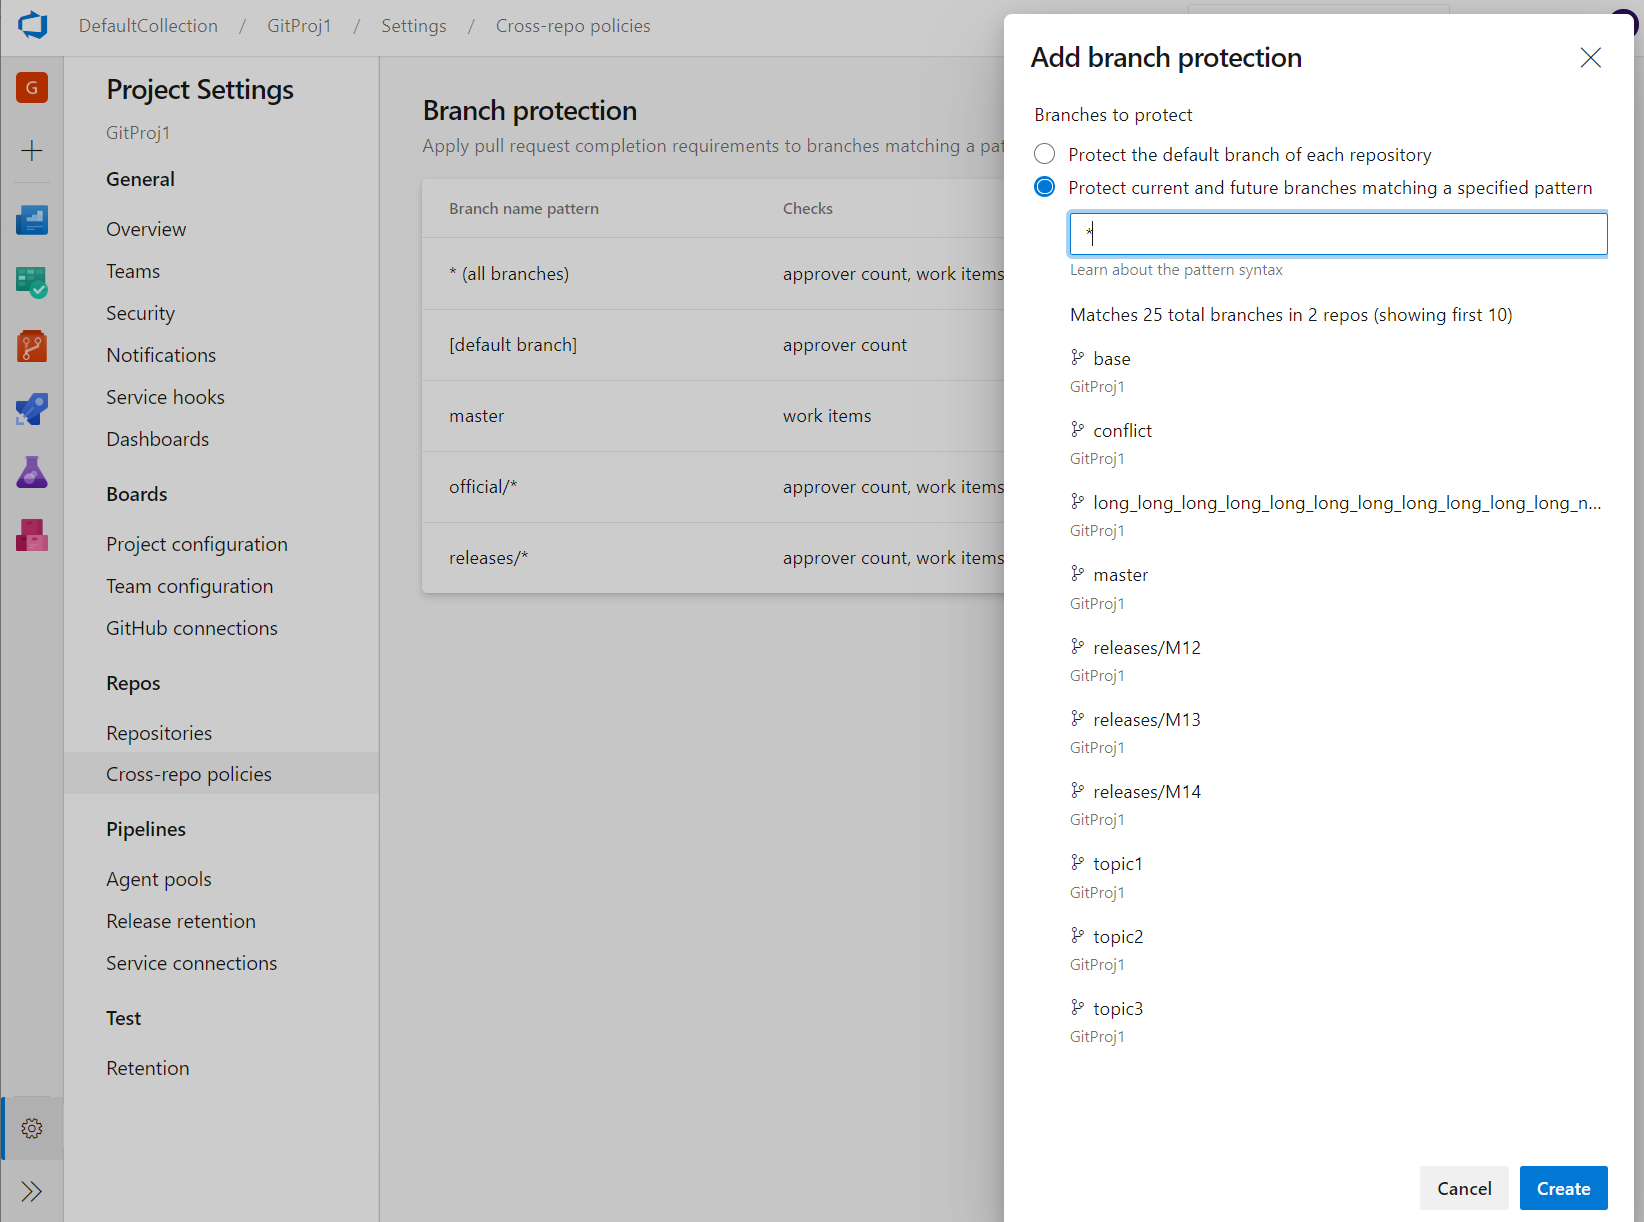 DefaultCollection / GitProj1 / Settings / Cross-repo policies
G
Project Settings
GitProj1
General
Overview
Teams
Security
Notifications
Service hooks
Dashboards
Boards
Project configuration
Team configuration
GitHub connections
Repos
Repositories
Cross-repo policies
Pipelines
Agent pools
Release retention
Service connections
Test
Retention
Branch protection
Apply pull request completion requirements to branches matching a pat
Branch name pattern Checks
* (all branches) approver count, work items
[default branch] approver count
master work items
official/* approver count, work items
releases/* approver count, work items
Add branch protection
Branches to protect
Protect the default branch of each repository
Protect current and future branches matching a specified pattern
*
Learn about the pattern syntax
Matches 25 total branches in 2 repos (showing first 10)
base
GitProj1
conflict
GitProj1
long_long_long_long_long_long_long_long_long_long_long_n...
GitProj1
master
GitProj1
releases/M12
GitProj1
releases/M13
GitProj1
releases/M14
GitProj1
topic1
GitProj1
topic2
GitProj1
topic3
GitProj1
Cancel Create